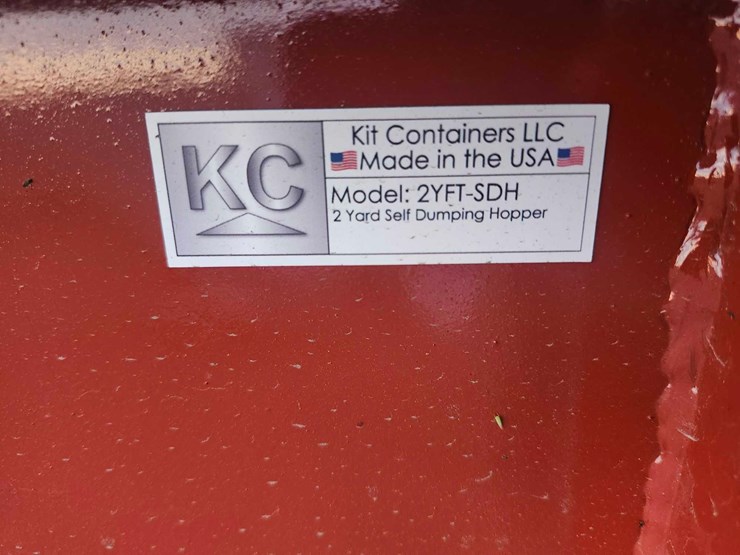 KC
Kit Containers LLC
Made in the USA
Model: 2YFT-SDH
2 Yard Self Dumping Hopper